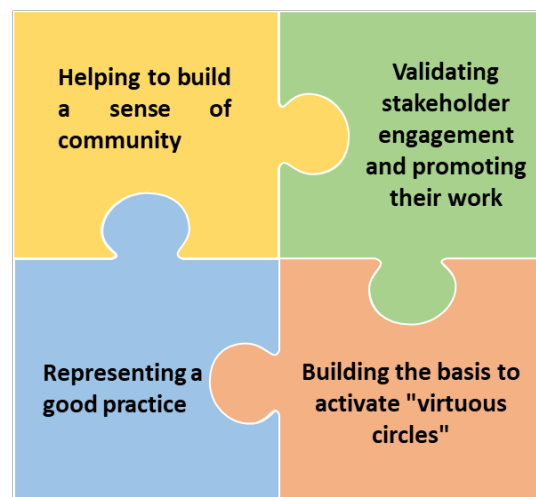 Helping to build
a sense of
community
Validating
stakeholder
engagement
and promoting
their work
Representing a
good practice
Building the basis to
activate "virtuous
circles"